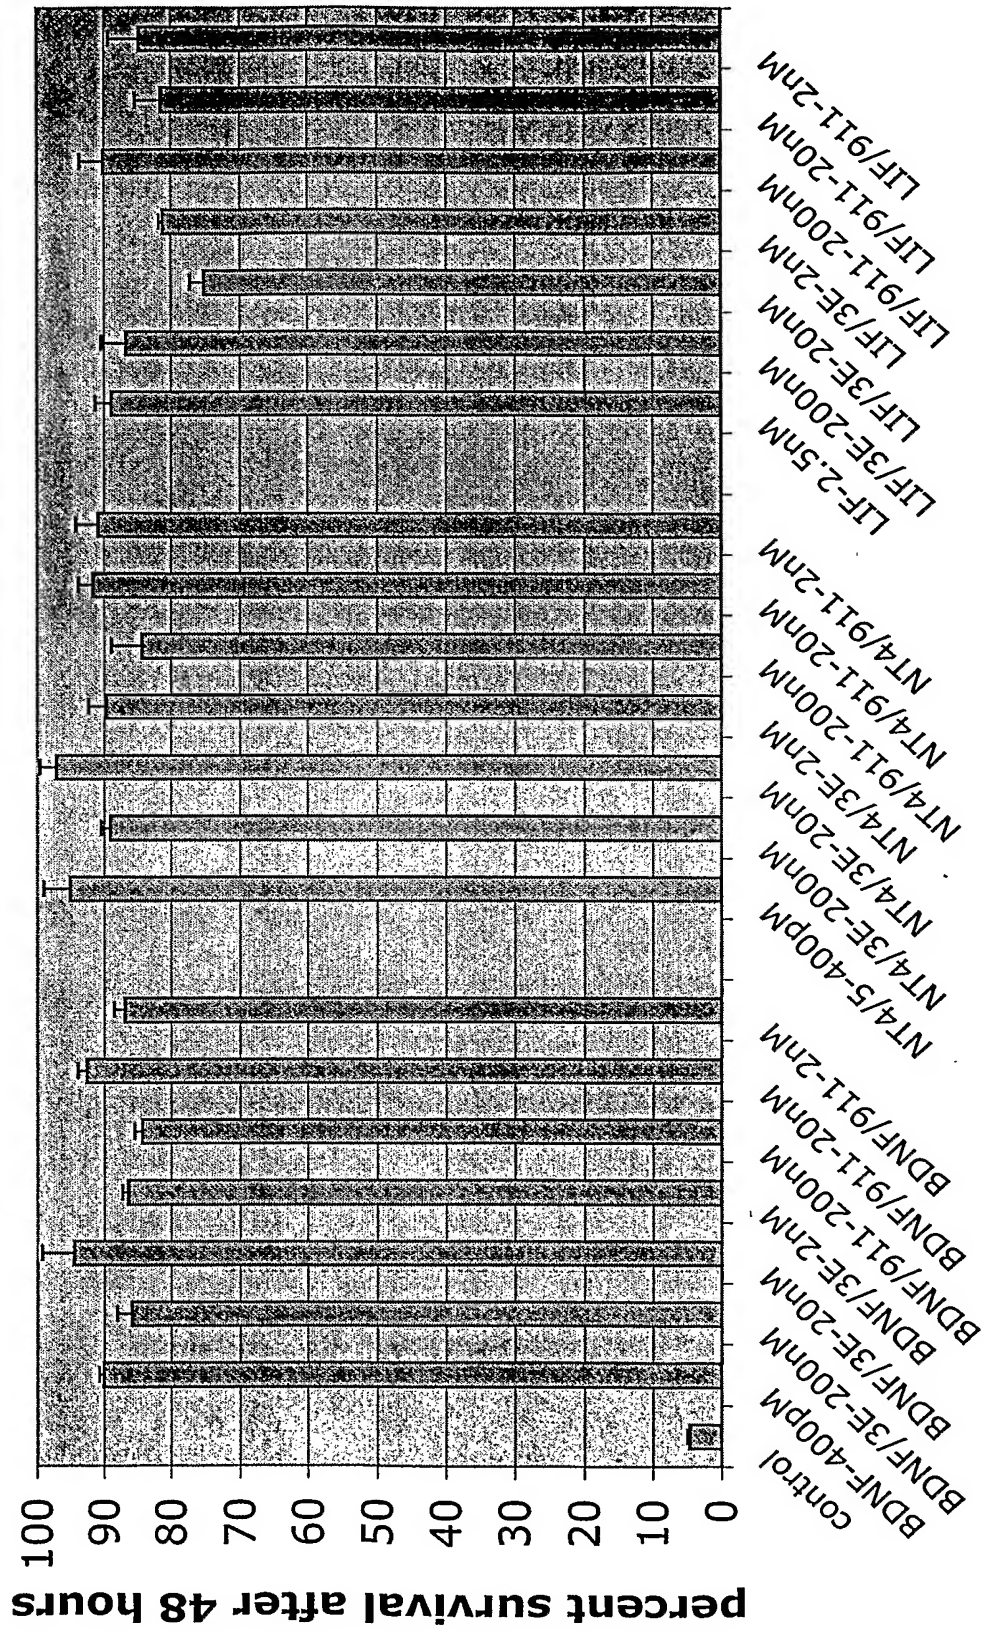 percent survival after 48 hours
100
90
80
70
60
50
40
30
20
10
0
control
BDNF-400pM
BDNF/3E-200nM
BDNF/3E-20nM
BDNF/3E-2nM
BDNF/911-200nM
BDNF/911-20nM
BDNF/911-2nM
NT4/5-400pM
NT4/3E-200nM
NT4/3E-20nM
NT4/3E-2nM
NT4/911-200nM
NT4/911-20nM
NT4/911-2nM
LIF-2.5nM
LIF/3E-200nM
LIF/3E-20nM
LIF/3E-2nM
LIF/911-200nM
LIF/911-20nM
LIF/911-2nM